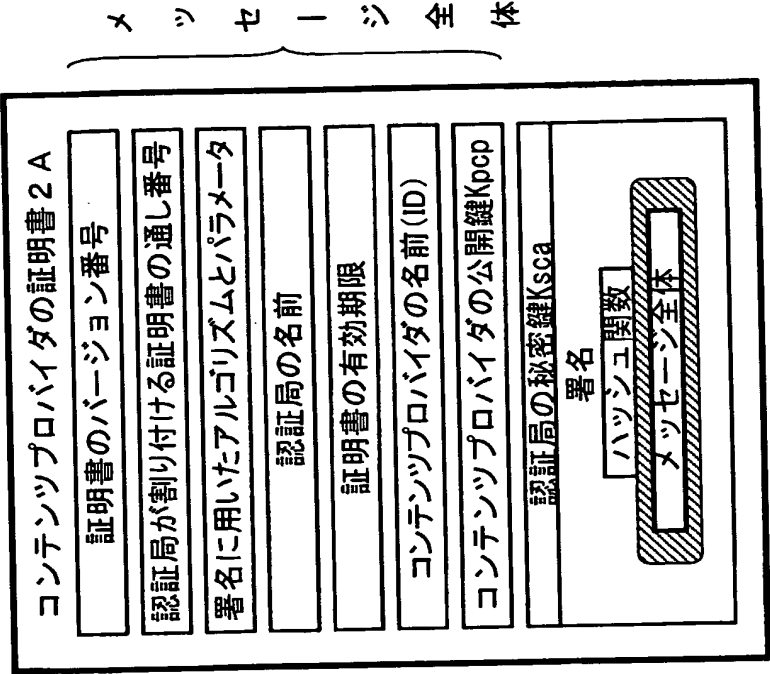 コンテンツプロバイダの証明書2A
証明書のバージョン番号
認証局が割り付ける証明書の通し番号
署名に用いたアルゴリズムとパラメータ
認証局の名前
証明書の有効期限
コンテンツプロバイダの名前(ID)
コンテンツプロバイダの公開鍵Kpcp
認証局の秘密鍵Ksca
署名
ハッシュ関数
メッセージ全体
メッセージ全体